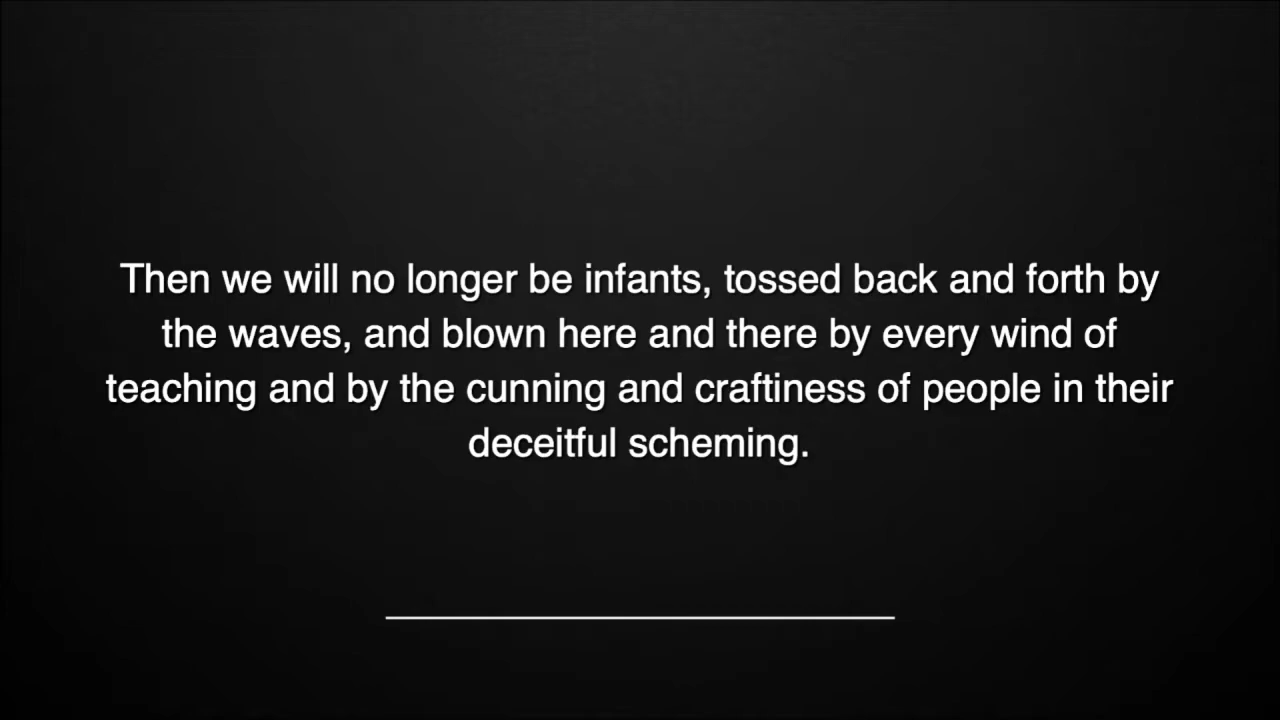 Then we will no longer be infants, tossed back and forth by
the waves, and blown here and there by every wind of
teaching and by the cunning and craftiness of people in their
deceitful scheming.